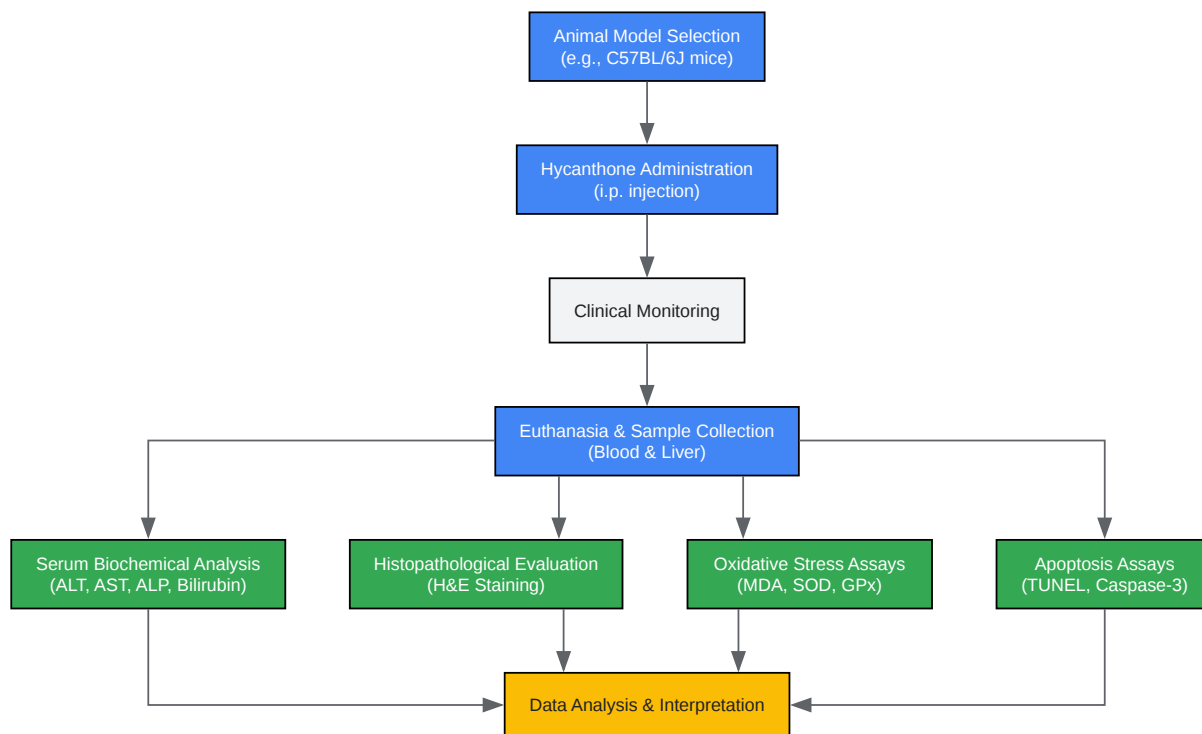 Animal Model Selection
(e.g., C57BL/6J mice)
Hycanthone Administration
(i.p. injection)
Clinical Monitoring
Euthanasia & Sample Collection
(Blood & Liver)
Serum Biochemical Analysis
(ALT, AST, ALP, Bilirubin)
Histopathological Evaluation
(H&E Staining)
Oxidative Stress Assays
(MDA, SOD, GPx)
Apoptosis Assays
(TUNEL, Caspase-3)
Data Analysis & Interpretation